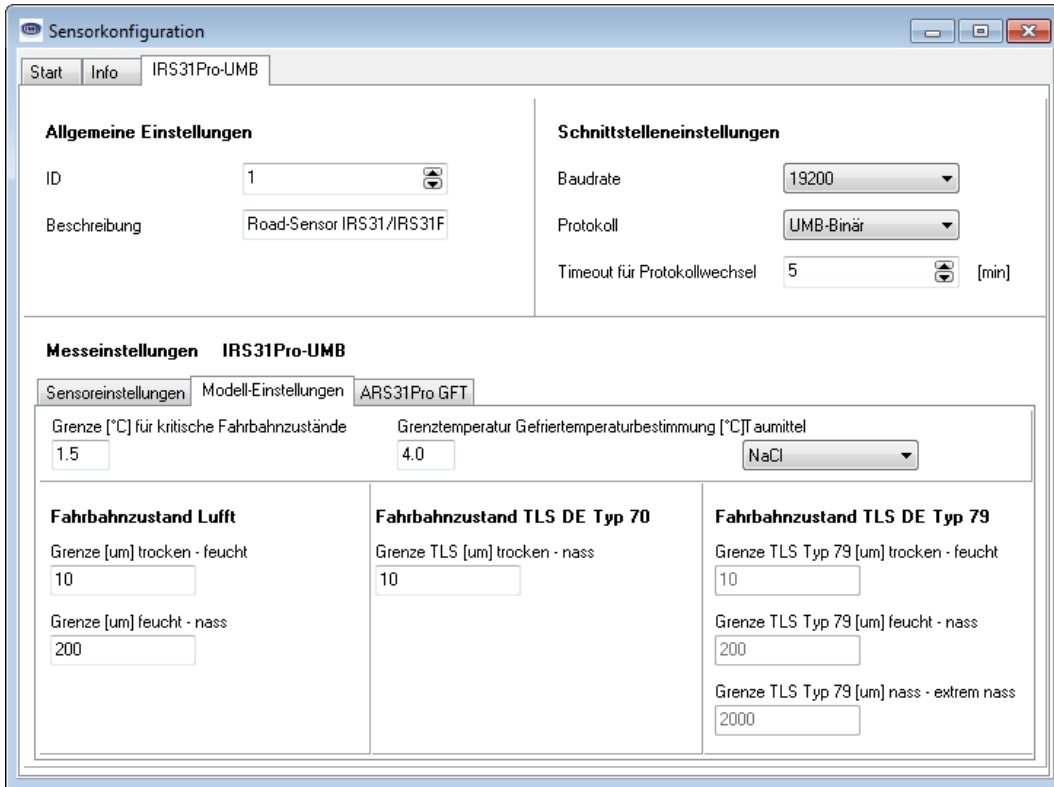 Sensorkonfiguration
Start Info IRS31Pro-UMB
Allgemeine Einstellungen
ID 1
Beschreibung Road-Sensor IRS31/IRS31F
Schnittstelleneinstellungen
Baudrate 19200
Protokoll UMB-Binär
Timeout für Protokollwechsel 5 [min]
Messeinstellungen IRS31Pro-UMB
Sensoreinstellungen Modell-Einstellungen ARS31Pro GFT
Grenze [°C] für kritische Fahrbahnzustände
1.5
Grenztemperatur Gefriertemperaturbestimmung [°C]
4.0
Taumittel
NaCl
Fahrbahnzustand Lufft
Grenze [um] trocken - feucht
10
Grenze [um] feucht - nass
200
Fahrbahnzustand TLS DE Typ 70
Grenze TLS [um] trocken - nass
10
Fahrbahnzustand TLS DE Typ 79
Grenze TLS Typ 79 [um] trocken - feucht
10
Grenze TLS Typ 79 [um] feucht - nass
200
Grenze TLS Typ 79 [um] nass - extrem nass
2000